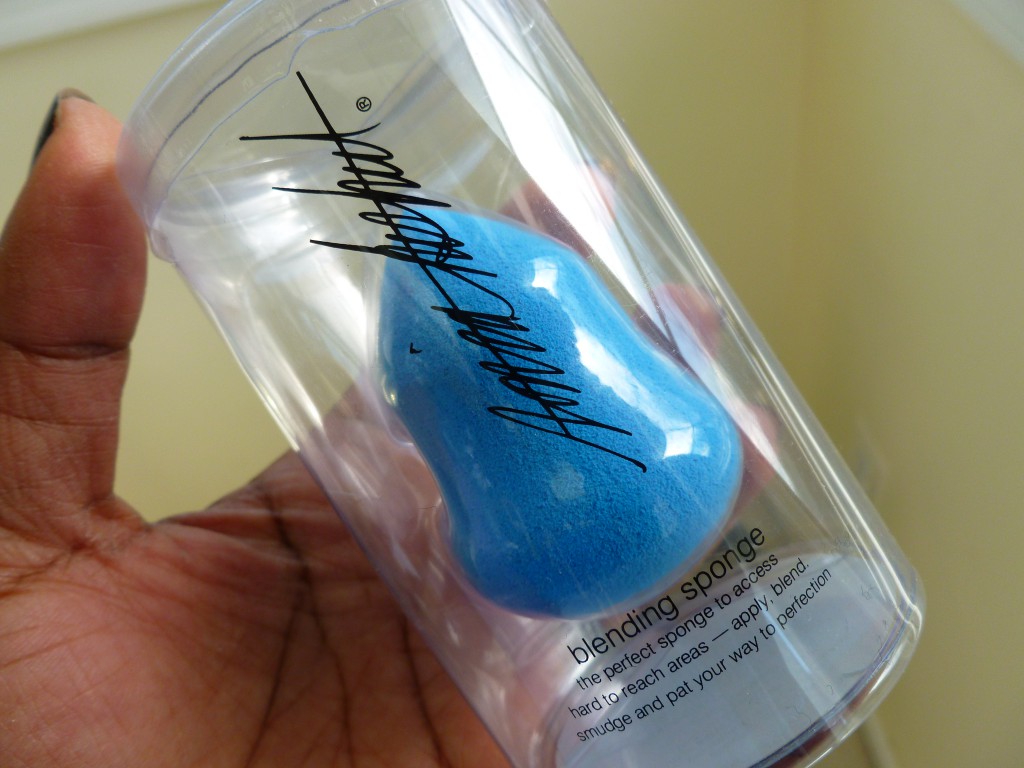 ®
blending sponge
the perfect sponge to access
hard to reach areas — apply, blend.
smudge and pat your way to perfection